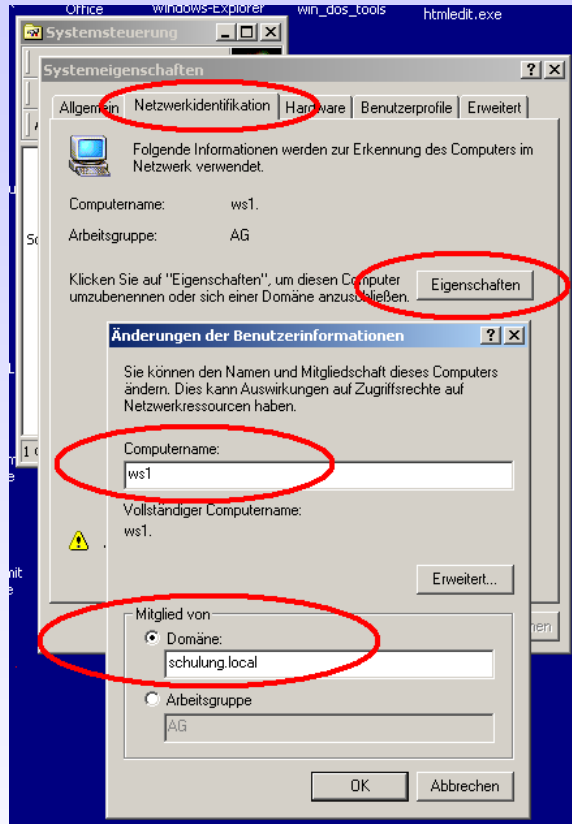 Office Windows-Explorer win_dos_tools htmledit.exe
Systemsteuerung
Systemeigenschaften
Allgemein Netzwerkidentifikation Hardware Benutzerprofile Erweitert
Folgende Informationen werden zur Erkennung des Computers im
Netzwerk verwendet.
Computername: ws1.
Arbeitsgruppe: AG
Klicken Sie auf "Eigenschaften", um diesen Computer
umzubenennen oder sich einer Domäne anzuschließen.
Eigenschaften
Änderungen der Benutzerinformationen
Sie können den Namen und Mitgliedschaft dieses Computers
ändern. Dies kann Auswirkungen auf Zugriffsrechte auf
Netzwerkressourcen haben.
Computername:
ws1
Vollständiger Computername:
ws1.
Erweitert...
Mitglied von
Domäne:
schulung.local
Arbeitsgruppe
AG
OK Abbrechen